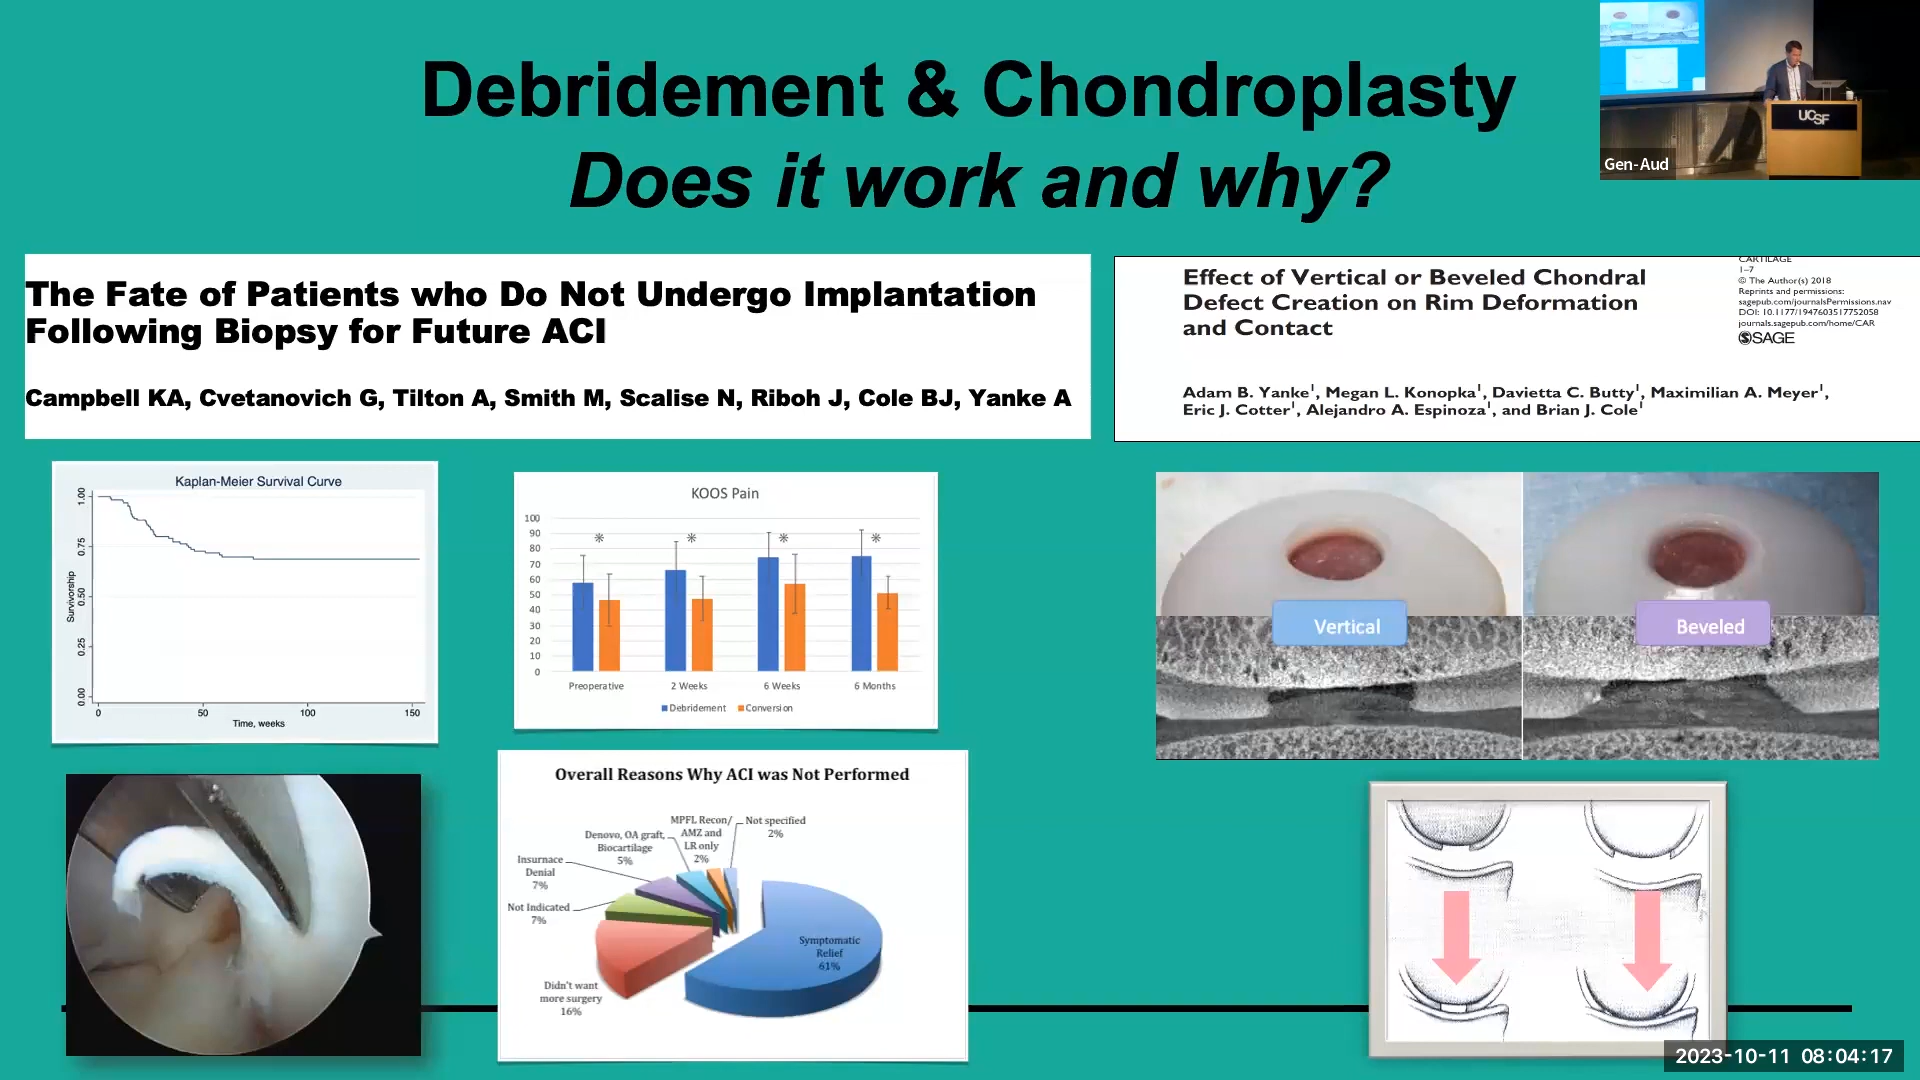 Debridement & Chondroplasty
Does it work and why?
UCSF
Gen-Aud
The Fate of Patients who Do Not Undergo Implantation
Following Biopsy for Future ACI
Campbell KA, Cvetanovich G, Tilton A, Smith M, Scalise N, Riboh J, Cole BJ, Yanke A
Effect of Vertical or Beveled Chondral
Defect Creation on Rim Deformation
and Contact
CARTILAGE
1–7
© The Author(s) 2018
Reprints and permissions:
sagepub.com/journalsPermissions.nav
DOI: 10.1177/1947603517752058
journals.sagepub.com/home/CAR
SAGE
Adam B. Yanke1, Megan L. Konopka1, Davietta C. Butty1, Maximilian A. Meyer1,
Eric J. Cotter1, Alejandro A. Espinoza1, and Brian J. Cole1
Kaplan-Meier Survival Curve
Survivorship
1.00
0.75
0.50
0.25
0.00
0 50 100 150
Time, weeks
KOOS Pain
100
90
80
70
60
50
40
30
20
10
0
* * * *
Preoperative 2 Weeks 6 Weeks 6 Months
Debridement Conversion
Vertical
Beveled
Overall Reasons Why ACI was Not Performed
MPFL Recon/
AMZ and
LR only
2%
Not specified
2%
Denovo, OA graft,
Biocartilage
5%
Insurnace
Denial
7%
Not Indicated
7%
Didn't want
more surgery
16%
Symptomatic
Relief
61%
2023-10-11 08:04:17